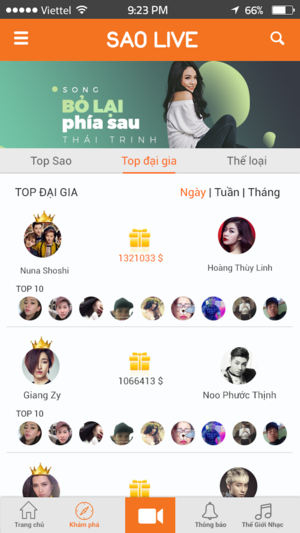 Viettel 9:23 PM 66%
SAO LIVE
SONG
BỎ LẠI
phía sau
THÁI TRINH
Top Sao Top đại gia Thể loại
TOP ĐẠI GIA Ngày | Tuần | Tháng
1321033 $
Nuna Shoshi Hoàng Thùy Linh
TOP 10
1066413 $
Giang Zy Noo Phước Thịnh
TOP 10
Trang chủ Khám phá Thông báo Thế Giới Nhạc